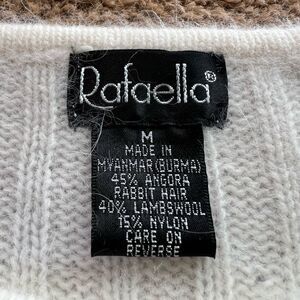 Rafaella®
M
MADE IN
MYANMAR(BURMA)
45% ANGORA
RABBIT HAIR
40% LAMBSWOOL
15% NYLON
CARE ON
REVERSE